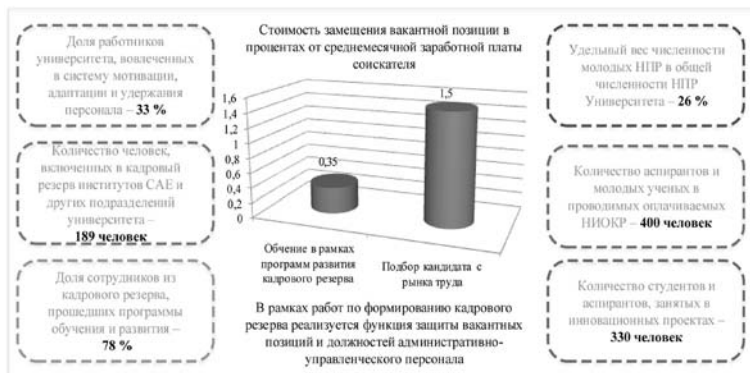 Доля работников
университета, вовлеченных
в систему мотивации,
адаптации и удержания
персонала – 33 %
Количество человек,
включенных в кадровый
резерв институтов САЕ и
других подразделений
университета –
189 человек
Доля сотрудников из
кадрового резерва,
прошедших программы
обучения и развития –
78 %
Стоимость замещения вакантной позиции в
процентах от среднемесячной заработной платы
соискателя
1,6
1,4
1,2
1
0,8
0,6
0,4
0,2
0
0,35
1,5
Обчение в рамках
программ развития
кадрового резерва
Подбор кандидата с
рынка труда
В рамках работ по формированию кадрового
резерва реализуется функция защиты вакантных
позиций и должностей административно-
управленческого персонала
Удельный вес численности
молодых НПР в общей
численности НПР
Университета – 26 %
Количество аспирантов и
молодых ученых в
проводимых оплачиваемых
НИОКР – 400 человек
Количество студентов и
аспирантов, занятых в
инновационных проектах –
330 человек